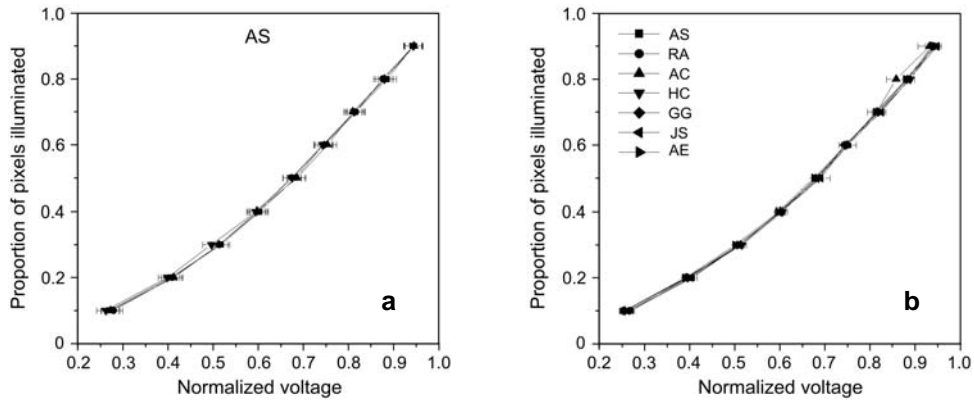 AS
Proportion of pixels illuminated
1.0
0.8
0.6
0.4
0.2
0
0.2 0.3 0.4 0.5 0.6 0.7 0.8 0.9 1.0
Normalized voltage
a
AS
RA
AC
HC
GG
JS
AE
Proportion of pixels illuminated
1.0
0.8
0.6
0.4
0.2
0
0.2 0.3 0.4 0.5 0.6 0.7 0.8 0.9 1.0
Normalized voltage
b